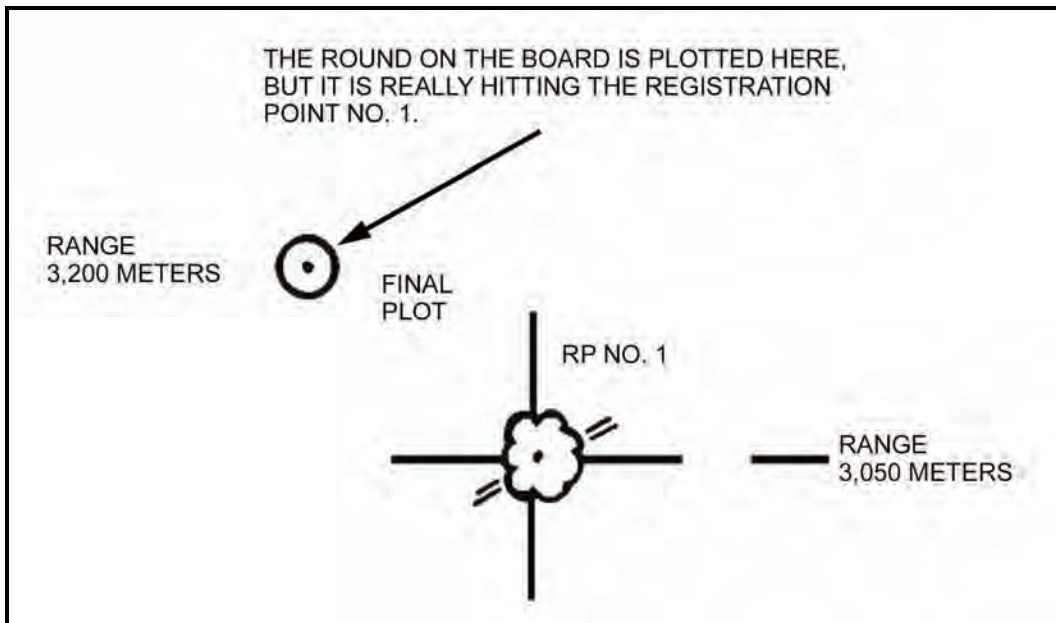 THE ROUND ON THE BOARD IS PLOTTED HERE,
BUT IT IS REALLY HITTING THE REGISTRATION
POINT NO. 1.
RANGE
3,200 METERS
FINAL
PLOT
RP NO. 1
RANGE
3,050 METERS